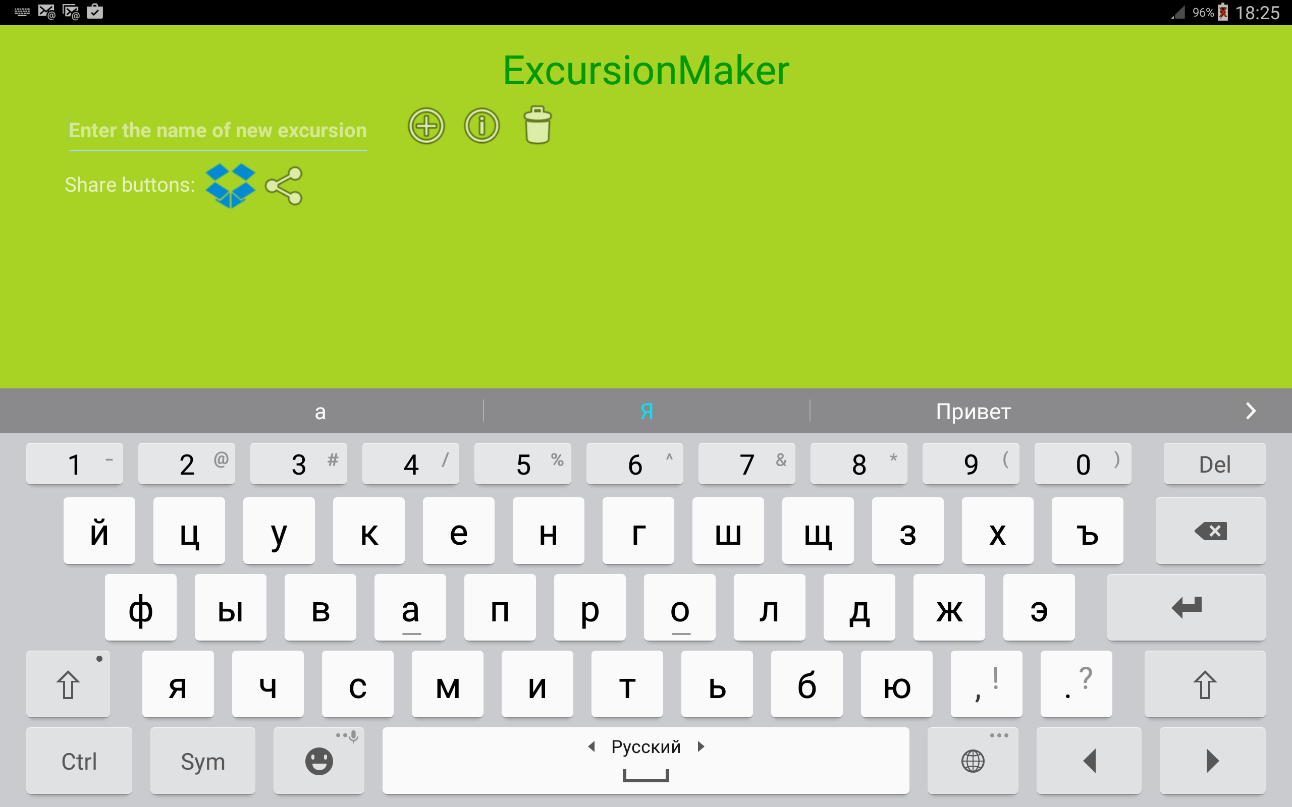 96% 18:25
ExcursionMaker
Enter the name of new excursion
Share buttons:
а Я Привет
1 - 2 @ 3 # 4 / 5 % 6 ^ 7 & 8 * 9 ( 0 ) Del
й ц у к е н г ш щ з х ъ
ф ы в а п р о л д ж э
я ч с м и т ь б ю , ! . ?
Ctrl Sym Русский